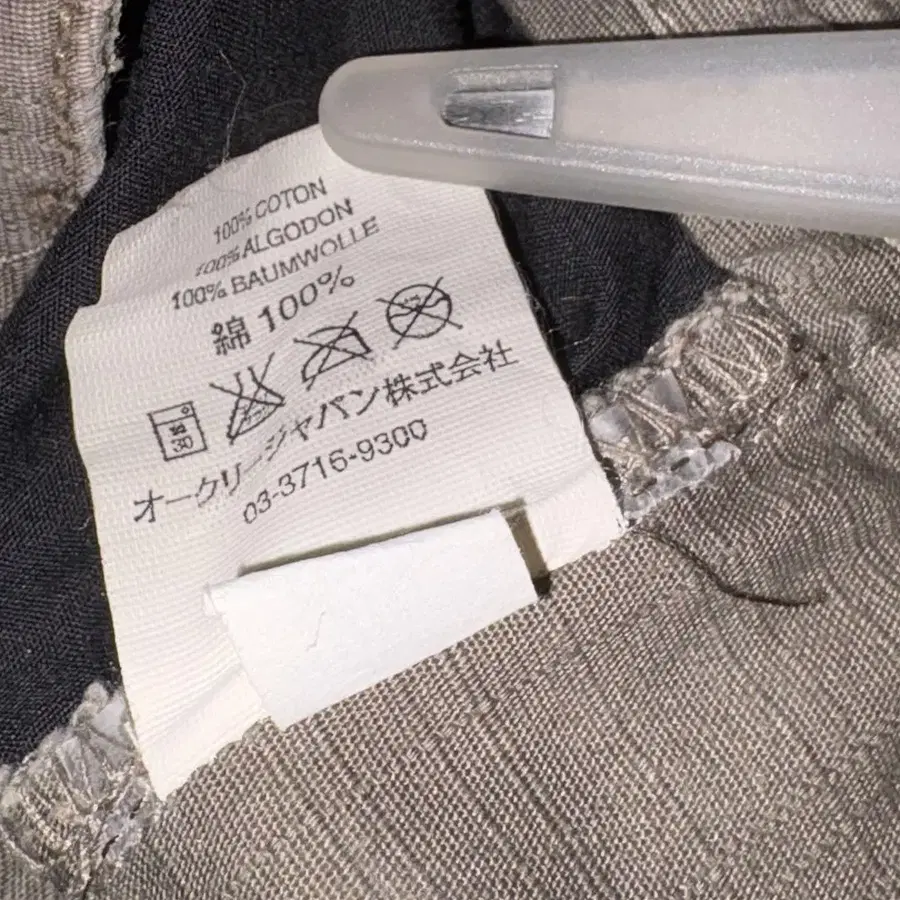 100% COTON
100% ALGODON
100% BAUMWOLLE
綿 100%
オークリージャパン株式会社
03-3716-9300